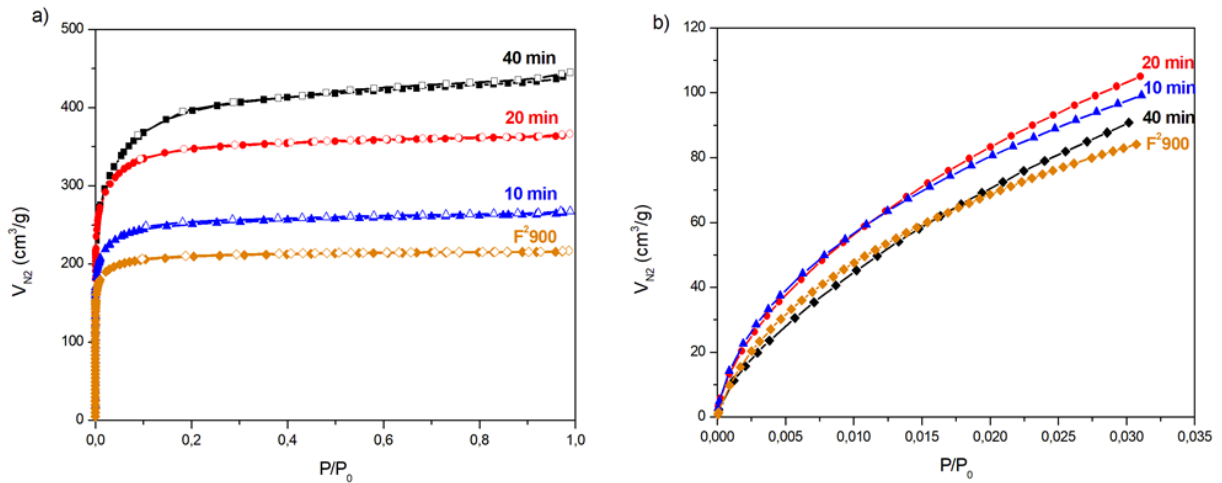 a)
500
400
300
200
100
0
V_N2 (cm³/g)
40 min
20 min
10 min
F²900
0,0 0,2 0,4 0,6 0,8 1,0
P/P₀
b)
120
100
80
60
40
20
0
V_N2 (cm³/g)
20 min
10 min
40 min
F²900
0,000 0,005 0,010 0,015 0,020 0,025 0,030 0,035
P/P₀